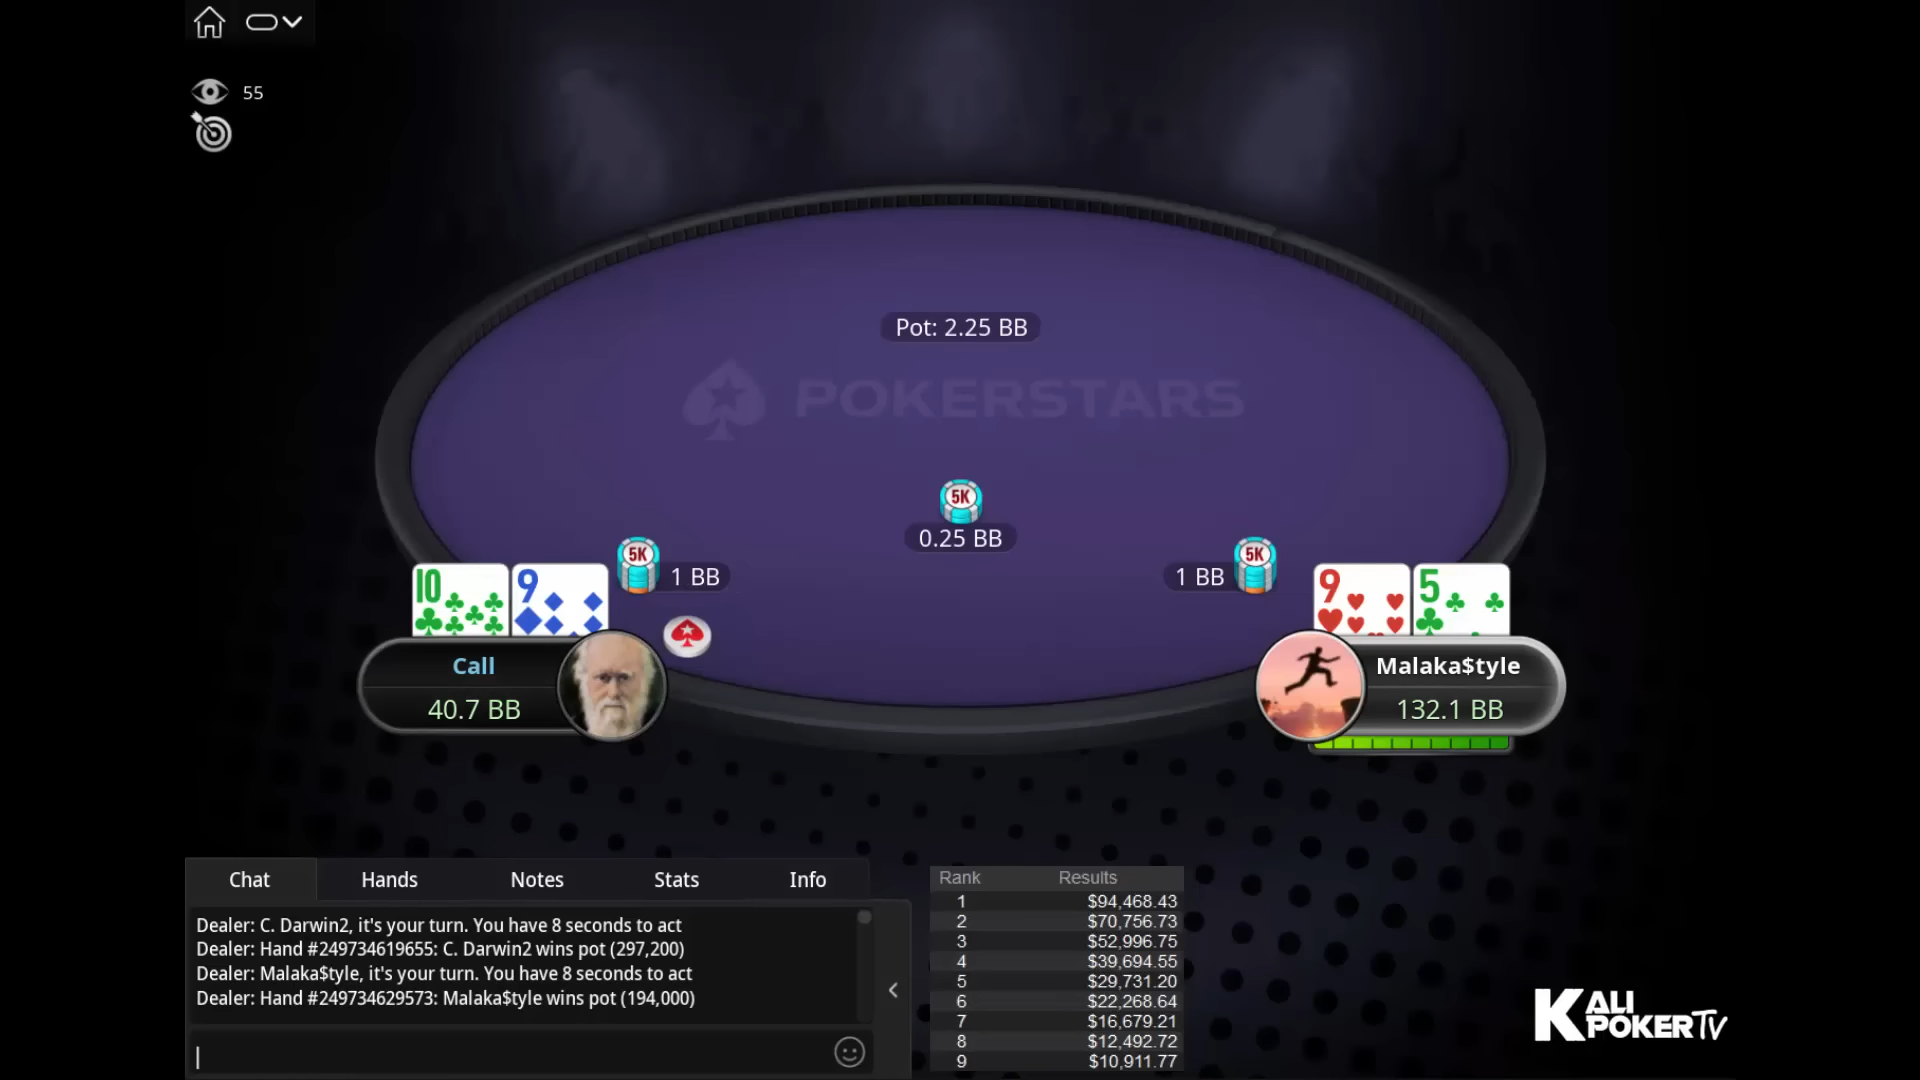 55
Pot: 2.25 BB
POKERSTARS
5K
0.25 BB
5K
1 BB
1 BB
5K
10 9
9 5
Call
40.7 BB
Malaka$tyle
132.1 BB
Chat Hands Notes Stats Info
Dealer: C. Darwin2, it's your turn. You have 8 seconds to act
Dealer: Hand #249734619655: C. Darwin2 wins pot (297,200)
Dealer: Malaka$tyle, it's your turn. You have 8 seconds to act
Dealer: Hand #249734629573: Malaka$tyle wins pot (194,000)
Rank Results
1 $94,468.43
2 $70,756.73
3 $52,996.75
4 $39,694.55
5 $29,731.20
6 $22,268.64
7 $16,679.21
8 $12,492.72
9 $10,911.77
KALI
POKERTV